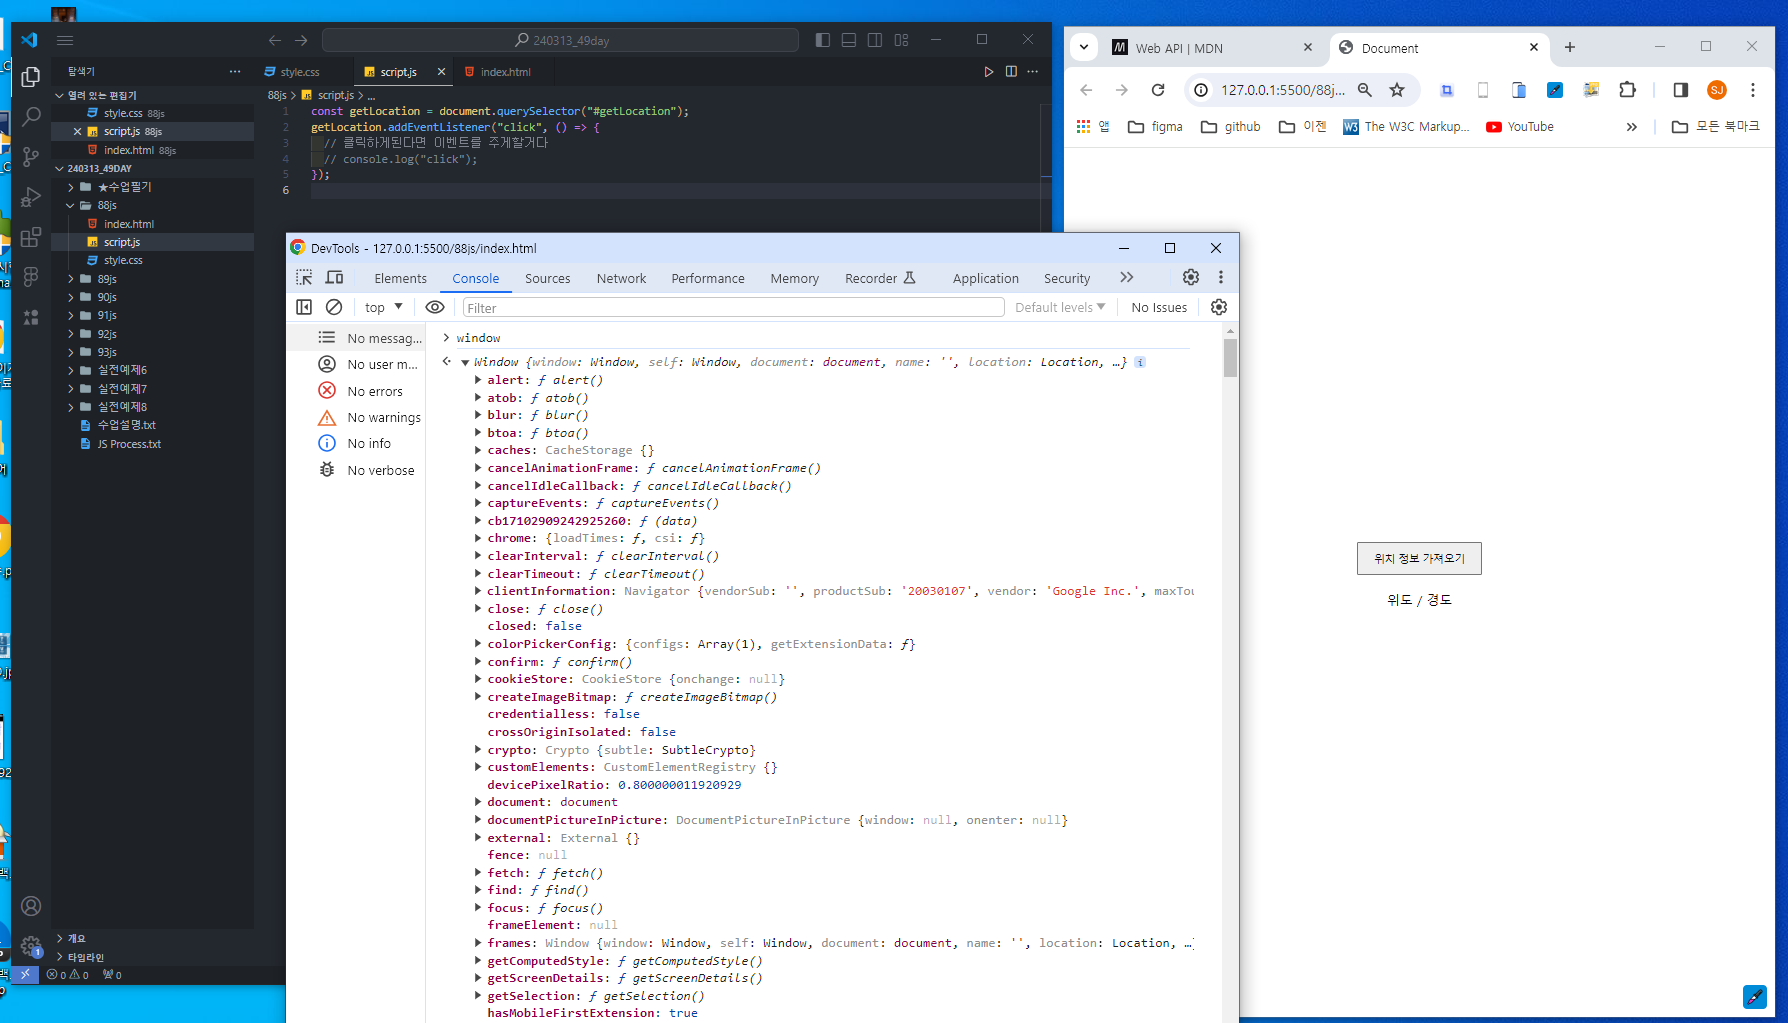 240313_49day
탐색기
열려 있는 편집기
style.css 88js
script.js 88js
index.html 88js
240313_49DAY
★수업필기
88js
index.html
script.js
style.css
89js
90js
91js
92js
93js
실전예제6
실전예제7
실전예제8
수업설명.txt
JS Process.txt
개요
타임라인
1
0 0 0
style.css
script.js
index.html
88js > script.js > ...
1 const getLocation = document.querySelector("#getLocation");
2 getLocation.addEventListener("click", () => {
3 // 클릭하게된다면 이벤트를 주게할거다
4 // console.log("click");
5 });
6
DevTools - 127.0.0.1:5500/88js/index.html
Elements Console Sources Network Performance Memory Recorder Application Security
top Filter Default levels No Issues
No messag...
No user m...
No errors
No warnings
No info
No verbose
window
Window {window: Window, self: Window, document: document, name: '', location: Location, …}
alert: ƒ alert()
atob: ƒ atob()
blur: ƒ blur()
btoa: ƒ btoa()
caches: CacheStorage {}
cancelAnimationFrame: ƒ cancelAnimationFrame()
cancelIdleCallback: ƒ cancelIdleCallback()
captureEvents: ƒ captureEvents()
cb17102909242925260: ƒ (data)
chrome: {loadTimes: ƒ, csi: ƒ}
clearInterval: ƒ clearInterval()
clearTimeout: ƒ clearTimeout()
clientInformation: Navigator {vendorSub: '', productSub: '20030107', vendor: 'Google Inc.', maxTou
close: ƒ close()
closed: false
colorPickerConfig: {configs: Array(1), getExtensionData: ƒ}
confirm: ƒ confirm()
cookieStore: CookieStore {onchange: null}
createImageBitmap: ƒ createImageBitmap()
credentialless: false
crossOriginIsolated: false
crypto: Crypto {subtle: SubtleCrypto}
customElements: CustomElementRegistry {}
devicePixelRatio: 0.800000011920929
document: document
documentPictureInPicture: DocumentPictureInPicture {window: null, onenter: null}
external: External {}
fence: null
fetch: ƒ fetch()
find: ƒ find()
focus: ƒ focus()
frameElement: null
frames: Window {window: Window, self: Window, document: document, name: '', location: Location, …}
getComputedStyle: ƒ getComputedStyle()
getScreenDetails: ƒ getScreenDetails()
getSelection: ƒ getSelection()
hasMobileFirstExtension: true
Web API | MDN
Document
127.0.0.1:5500/88j...
SJ
앱 figma github 이젠 The W3C Markup... YouTube 모든 북마크
위치 정보 가져오기
위도 / 경도